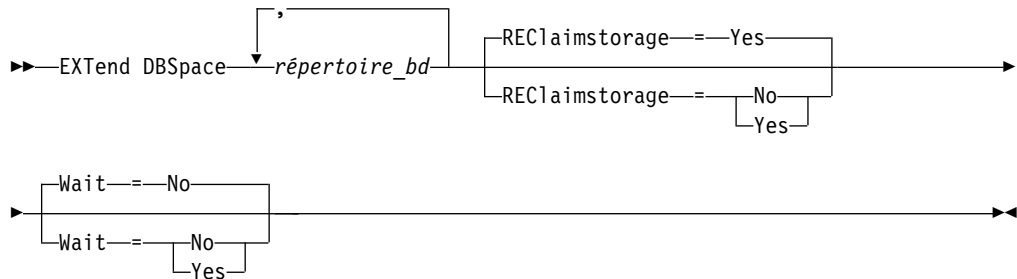 ,
EXTend DBSpace répertoire_bd REClaimstorage = Yes
REClaimstorage = No
Yes
Wait = No
Wait = No
Yes